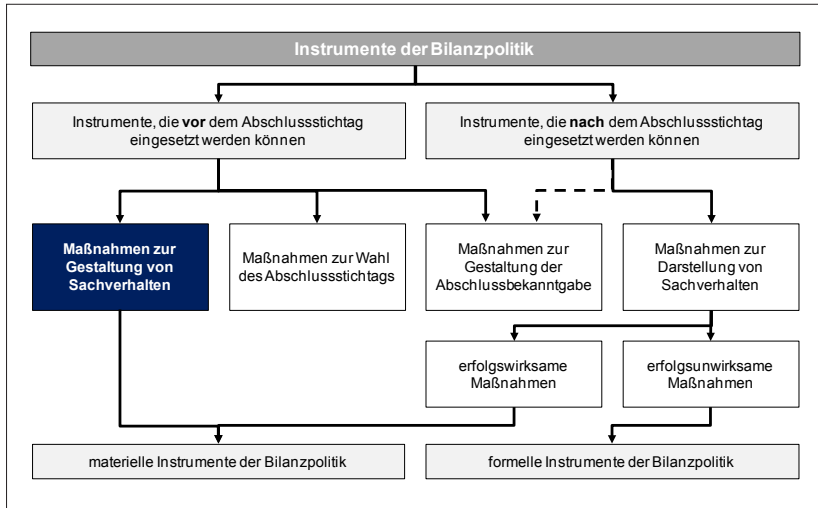 Instrumente der Bilanzpolitik
Instrumente, die vor dem Abschlussstichtag
eingesetzt werden können
Instrumente, die nach dem Abschlussstichtag
eingesetzt werden können
Maßnahmen zur
Gestaltung von
Sachverhalten
Maßnahmen zur Wahl
des Abschlussstichtags
Maßnahmen zur
Gestaltung der
Abschlussbekanntgabe
Maßnahmen zur
Darstellung von
Sachverhalten
erfolgswirksame
Maßnahmen
erfolgsunwirksame
Maßnahmen
materielle Instrumente der Bilanzpolitik
formelle Instrumente der Bilanzpolitik